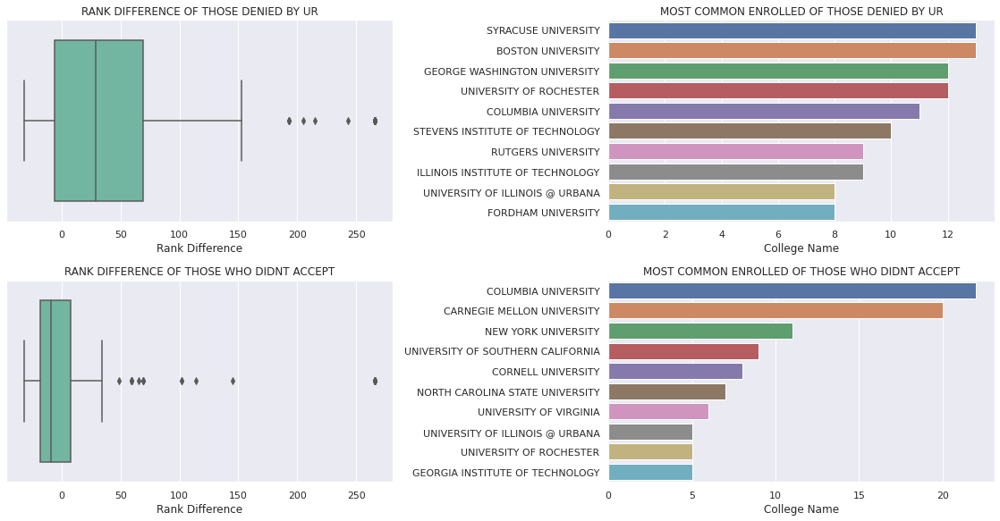 RANK DIFFERENCE OF THOSE DENIED BY UR
0 50 100 150 200 250
Rank Difference
MOST COMMON ENROLLED OF THOSE DENIED BY UR
SYRACUSE UNIVERSITY
BOSTON UNIVERSITY
GEORGE WASHINGTON UNIVERSITY
UNIVERSITY OF ROCHESTER
COLUMBIA UNIVERSITY
STEVENS INSTITUTE OF TECHNOLOGY
RUTGERS UNIVERSITY
ILLINOIS INSTITUTE OF TECHNOLOGY
UNIVERSITY OF ILLINOIS @ URBANA
FORDHAM UNIVERSITY
0 2 4 6 8 10 12
College Name
RANK DIFFERENCE OF THOSE WHO DIDNT ACCEPT
0 50 100 150 200 250
Rank Difference
MOST COMMON ENROLLED OF THOSE WHO DIDNT ACCEPT
COLUMBIA UNIVERSITY
CARNEGIE MELLON UNIVERSITY
NEW YORK UNIVERSITY
UNIVERSITY OF SOUTHERN CALIFORNIA
CORNELL UNIVERSITY
NORTH CAROLINA STATE UNIVERSITY
UNIVERSITY OF VIRGINIA
UNIVERSITY OF ILLINOIS @ URBANA
UNIVERSITY OF ROCHESTER
GEORGIA INSTITUTE OF TECHNOLOGY
0 5 10 15 20
College Name